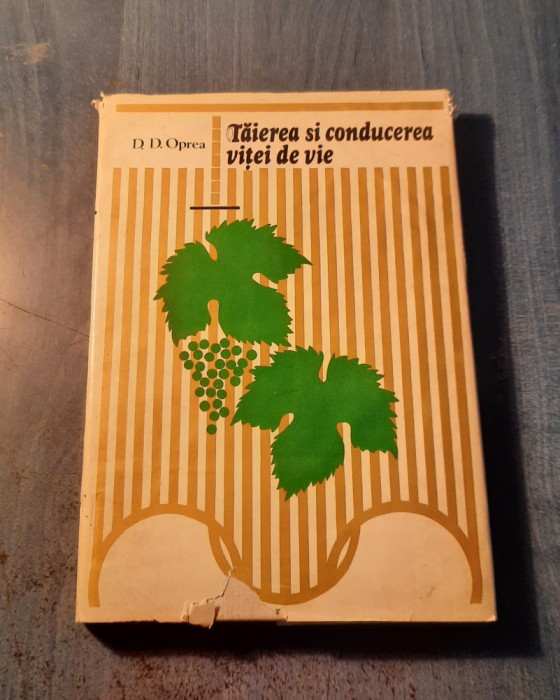 D. D. Oprea
Tăierea si conducerea
viței de vie